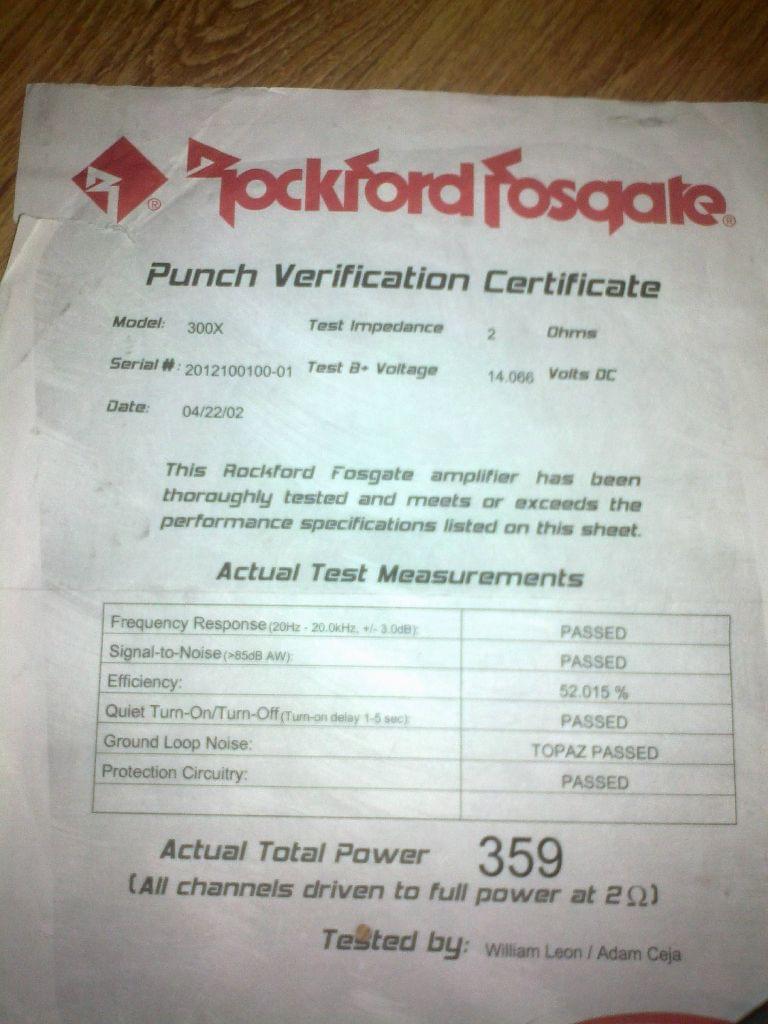 Rockford Fosgate®
Punch Verification Certificate
Model: 300X Test Impedance 2 Ohms
Serial #: 2012100100-01 Test B+ Voltage 14.066 Volts DC
Date: 04/22/02
This Rockford Fosgate amplifier has been
thoroughly tested and meets or exceeds the
performance specifications listed on this sheet.
Actual Test Measurements
Frequency Response (20Hz - 20.0kHz, +/- 3.0dB): PASSED
Signal-to-Noise (>85dB AW): PASSED
Efficiency: 52.015 %
Quiet Turn-On/Turn-Off (Turn-on delay 1-5 sec): PASSED
Ground Loop Noise: TOPAZ PASSED
Protection Circuitry: PASSED
Actual Total Power 359
(All channels driven to full power at 2Ω)
Tested by: William Leon / Adam Ceja